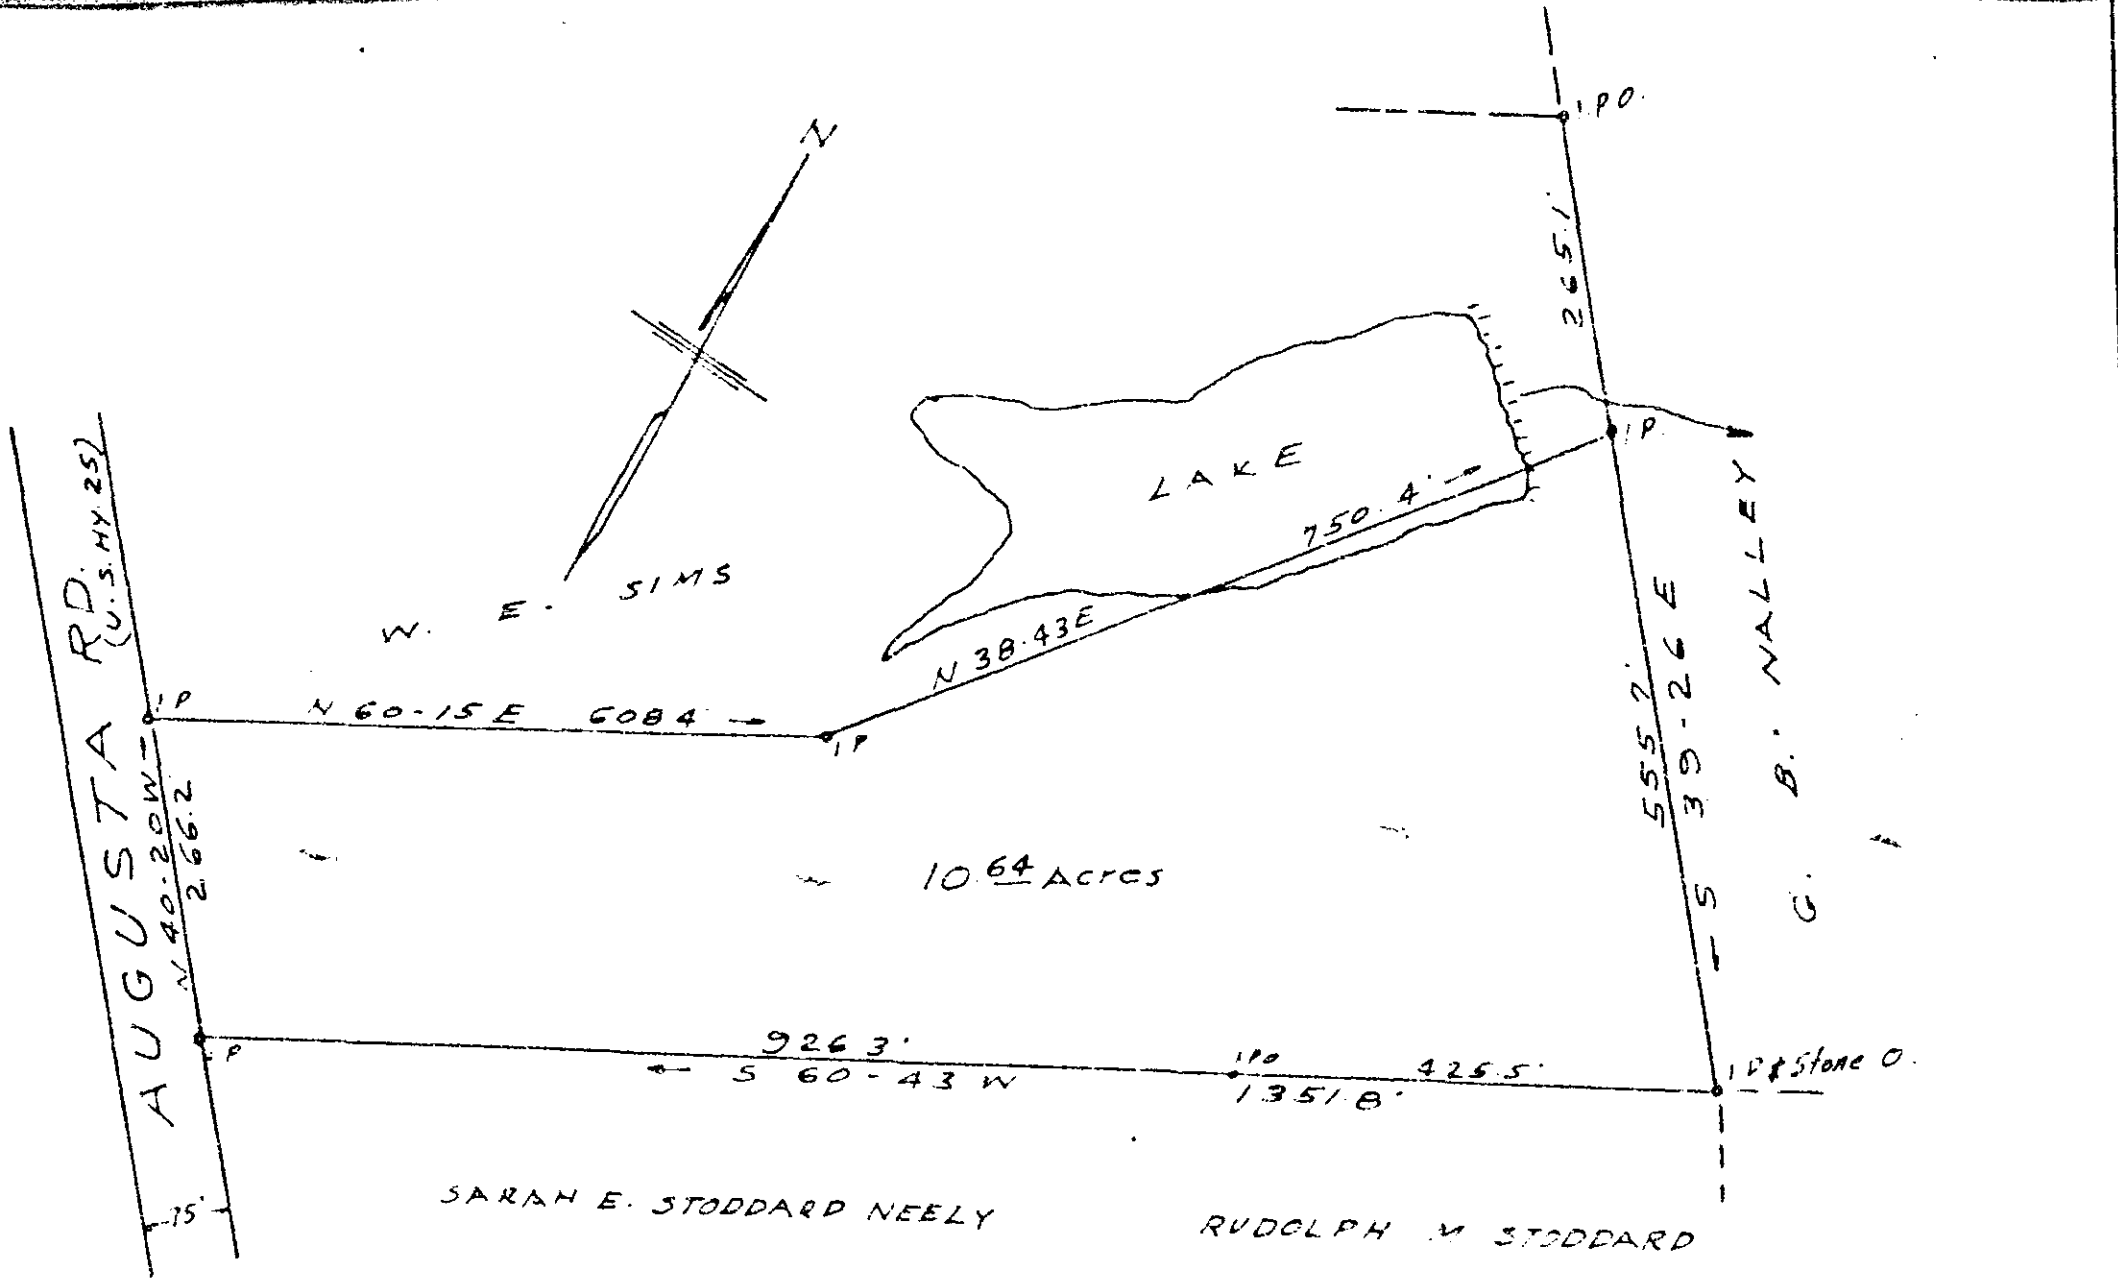 I.P.O.
N
265.1'
I.P.
LAKE
750.4'
N 38-43 E
AUGUSTA RD.
(U.S. HY 25)
W. E. SIMS
I P
N 60-15 E 608.4
I P
N 40-20 W
266.2
555.2'
S 39-26 E
G. B. NALLEY
10.64 Acres
I P
926.3'
S 60-43 W
I P O
425.5'
1351.8'
I P & Stone O.
75'
SARAH E. STODDARD NEELY
RUDOLPH M STODDARD